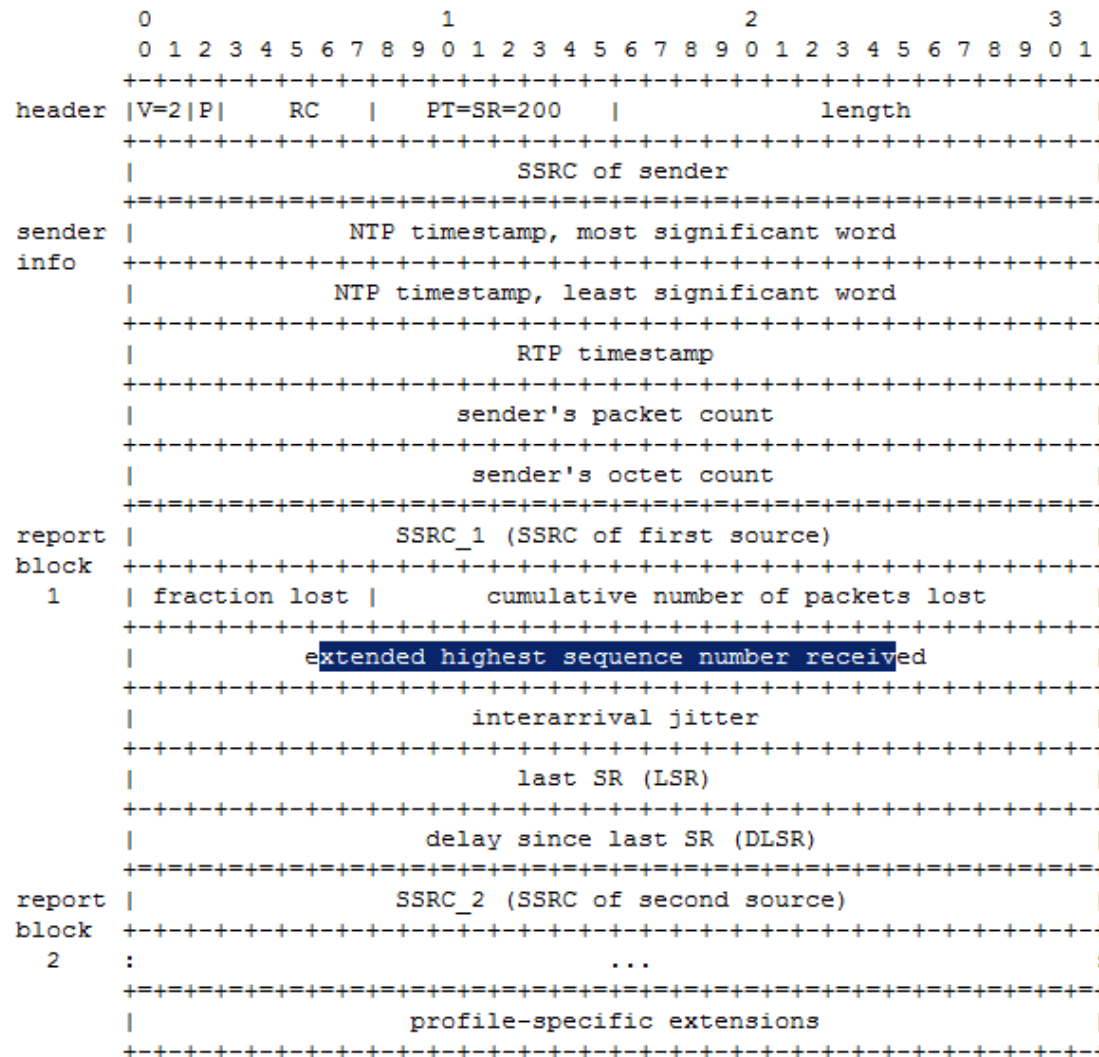 0                   1                   2                   3
        0 1 2 3 4 5 6 7 8 9 0 1 2 3 4 5 6 7 8 9 0 1 2 3 4 5 6 7 8 9 0 1
       +-+-+-+-+-+-+-+-+-+-+-+-+-+-+-+-+-+-+-+-+-+-+-+-+-+-+-+-+-+-+-+-+
header |V=2|P|    RC   |   PT=SR=200   |             length            |
       +-+-+-+-+-+-+-+-+-+-+-+-+-+-+-+-+-+-+-+-+-+-+-+-+-+-+-+-+-+-+-+-+
       |                         SSRC of sender                        |
       +=+=+=+=+=+=+=+=+=+=+=+=+=+=+=+=+=+=+=+=+=+=+=+=+=+=+=+=+=+=+=+=+
sender |              NTP timestamp, most significant word             |
info   +-+-+-+-+-+-+-+-+-+-+-+-+-+-+-+-+-+-+-+-+-+-+-+-+-+-+-+-+-+-+-+-+
       |             NTP timestamp, least significant word             |
       +-+-+-+-+-+-+-+-+-+-+-+-+-+-+-+-+-+-+-+-+-+-+-+-+-+-+-+-+-+-+-+-+
       |                         RTP timestamp                         |
       +-+-+-+-+-+-+-+-+-+-+-+-+-+-+-+-+-+-+-+-+-+-+-+-+-+-+-+-+-+-+-+-+
       |                     sender's packet count                     |
       +-+-+-+-+-+-+-+-+-+-+-+-+-+-+-+-+-+-+-+-+-+-+-+-+-+-+-+-+-+-+-+-+
       |                      sender's octet count                     |
       +=+=+=+=+=+=+=+=+=+=+=+=+=+=+=+=+=+=+=+=+=+=+=+=+=+=+=+=+=+=+=+=+
report |                 SSRC_1 (SSRC of first source)                 |
block  +-+-+-+-+-+-+-+-+-+-+-+-+-+-+-+-+-+-+-+-+-+-+-+-+-+-+-+-+-+-+-+-+
  1    | fraction lost |       cumulative number of packets lost       |
       +-+-+-+-+-+-+-+-+-+-+-+-+-+-+-+-+-+-+-+-+-+-+-+-+-+-+-+-+-+-+-+-+
       |           extended highest sequence number received           |
       +-+-+-+-+-+-+-+-+-+-+-+-+-+-+-+-+-+-+-+-+-+-+-+-+-+-+-+-+-+-+-+-+
       |                      interarrival jitter                      |
       +-+-+-+-+-+-+-+-+-+-+-+-+-+-+-+-+-+-+-+-+-+-+-+-+-+-+-+-+-+-+-+-+
       |                         last SR (LSR)                         |
       +-+-+-+-+-+-+-+-+-+-+-+-+-+-+-+-+-+-+-+-+-+-+-+-+-+-+-+-+-+-+-+-+
       |                   delay since last SR (DLSR)                  |
       +=+=+=+=+=+=+=+=+=+=+=+=+=+=+=+=+=+=+=+=+=+=+=+=+=+=+=+=+=+=+=+=+
report |                 SSRC_2 (SSRC of second source)                |
block  +-+-+-+-+-+-+-+-+-+-+-+-+-+-+-+-+-+-+-+-+-+-+-+-+-+-+-+-+-+-+-+-+
  2    :                               ...                             :
       +=+=+=+=+=+=+=+=+=+=+=+=+=+=+=+=+=+=+=+=+=+=+=+=+=+=+=+=+=+=+=+=+
       |                  profile-specific extensions                  |
       +-+-+-+-+-+-+-+-+-+-+-+-+-+-+-+-+-+-+-+-+-+-+-+-+-+-+-+-+-+-+-+-+